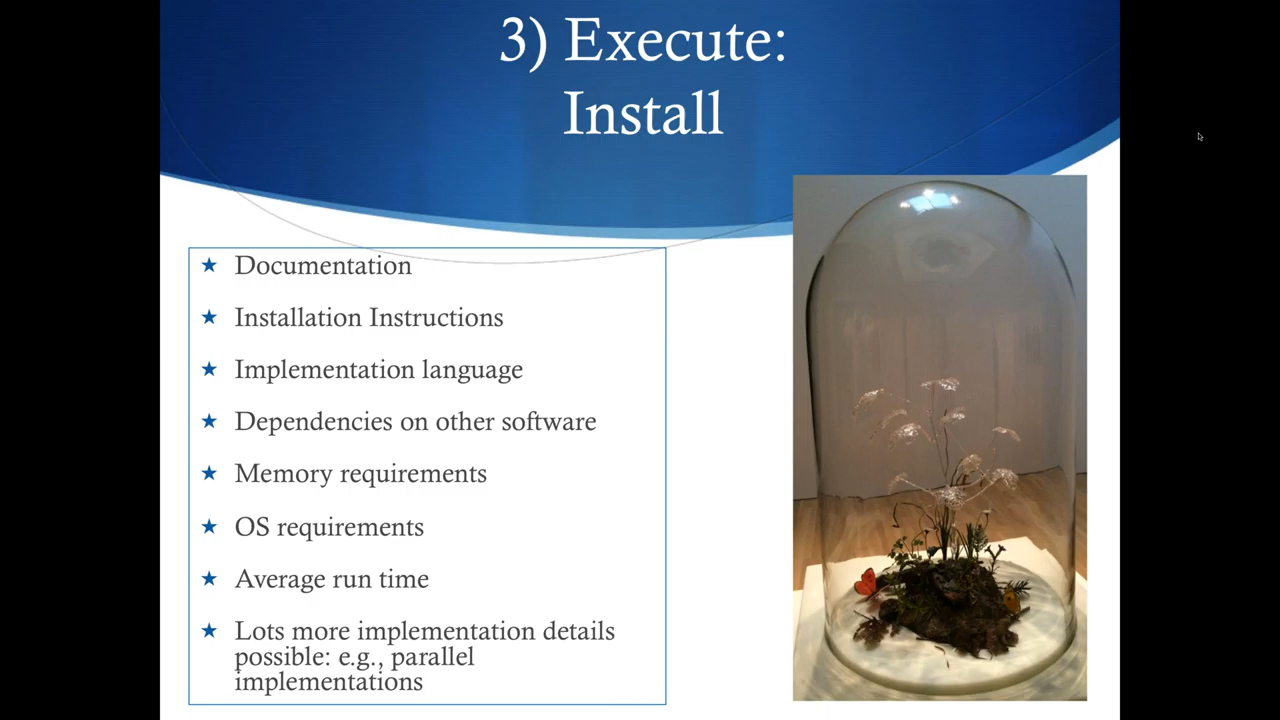 3) Execute:
Install
Documentation
Installation Instructions
Implementation language
Dependencies on other software
Memory requirements
OS requirements
Average run time
Lots more implementation details
possible: e.g., parallel
implementations